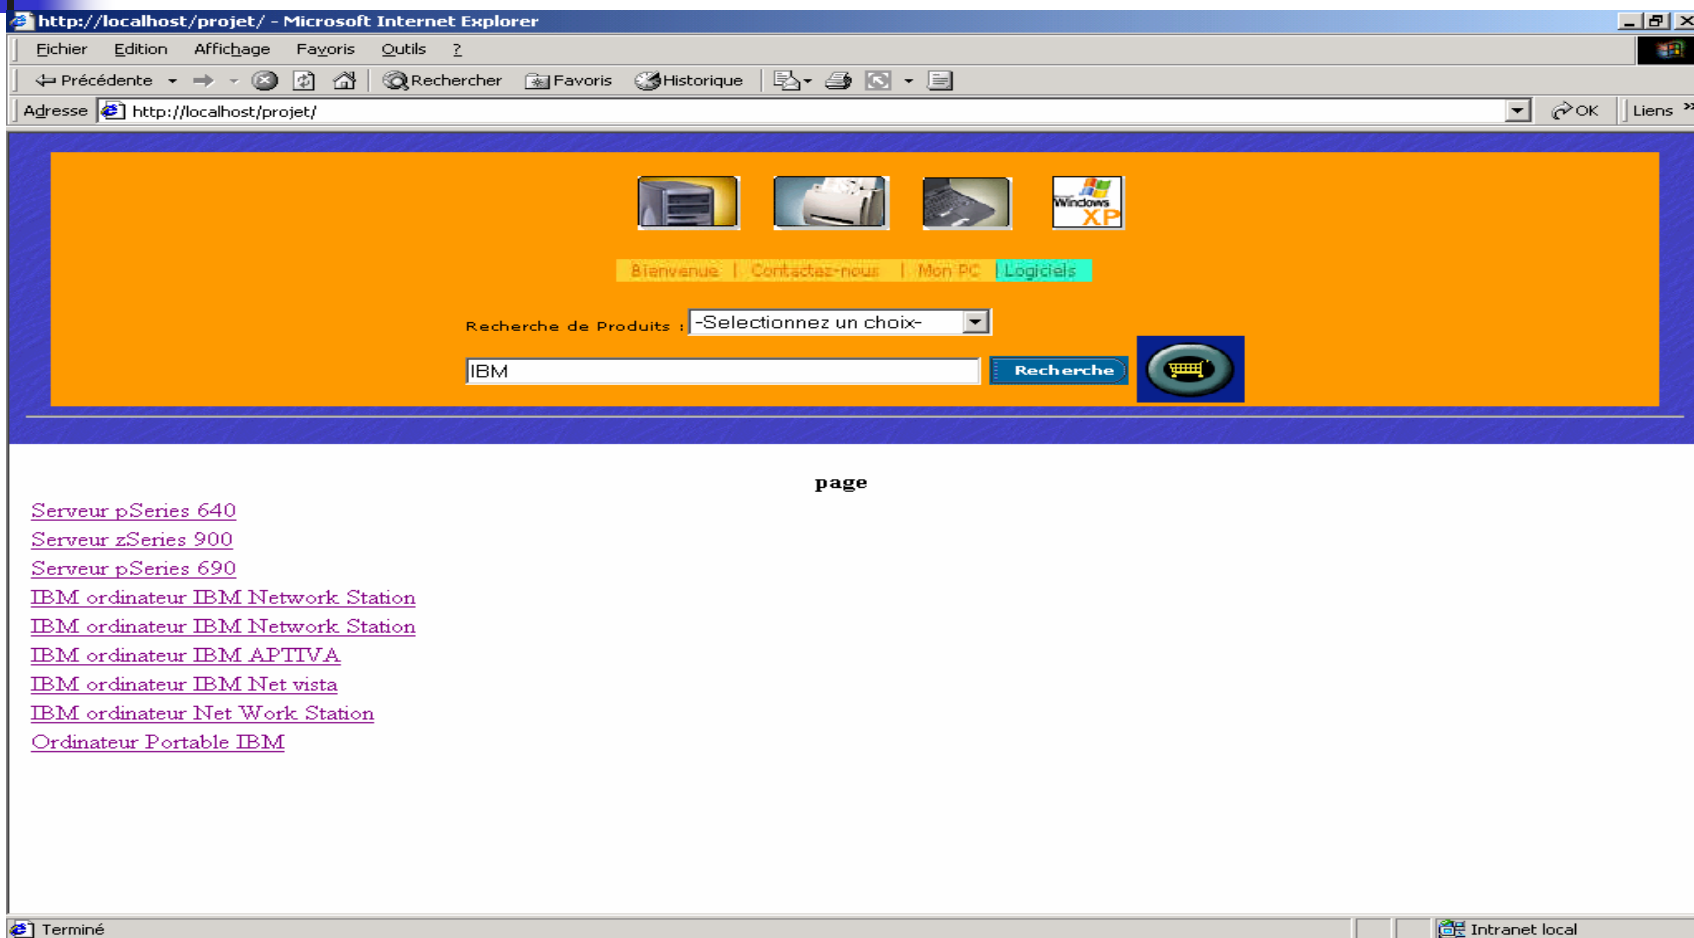 http://localhost/projet/ - Microsoft Internet Explorer
Fichier Edition Affichage Favoris Outils ?
Précédente Rechercher Favoris Historique
Adresse http://localhost/projet/ OK Liens »
Windows XP
Bienvenue | Contactez-nous | Mon PC | Logiciels
Recherche de Produits : -Selectionnez un choix-
IBM Recherche
page
Serveur pSeries 640
Serveur zSeries 900
Serveur pSeries 690
IBM ordinateur IBM Network Station
IBM ordinateur IBM Network Station
IBM ordinateur IBM APTIVA
IBM ordinateur IBM Net vista
IBM ordinateur Net Work Station
Ordinateur Portable IBM
Terminé Intranet local